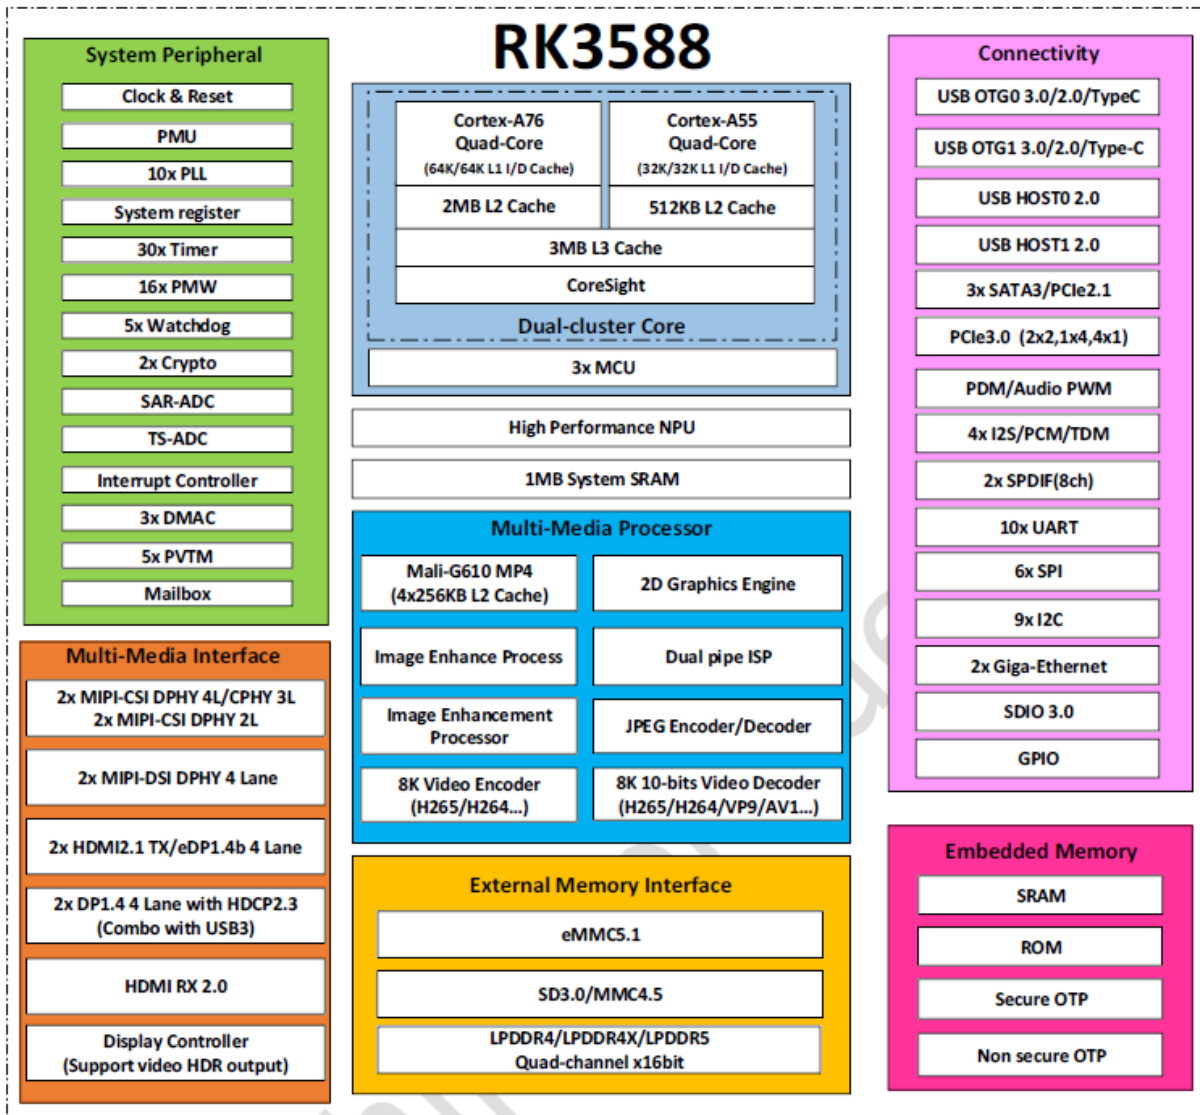 RK3588
System Peripheral
Clock & Reset
PMU
10x PLL
System register
30x Timer
16x PMW
5x Watchdog
2x Crypto
SAR-ADC
TS-ADC
Interrupt Controller
3x DMAC
5x PVTM
Mailbox
Multi-Media Interface
2x MIPI-CSI DPHY 4L/CPHY 3L
2x MIPI-CSI DPHY 2L
2x MIPI-DSI DPHY 4 Lane
2x HDMI2.1 TX/eDP1.4b 4 Lane
2x DP1.4 4 Lane with HDCP2.3
(Combo with USB3)
HDMI RX 2.0
Display Controller
(Support video HDR output)
Cortex-A76
Quad-Core
(64K/64K L1 I/D Cache)
2MB L2 Cache
Cortex-A55
Quad-Core
(32K/32K L1 I/D Cache)
512KB L2 Cache
3MB L3 Cache
CoreSight
Dual-cluster Core
3x MCU
High Performance NPU
1MB System SRAM
Multi-Media Processor
Mali-G610 MP4
(4x256KB L2 Cache)
2D Graphics Engine
Image Enhance Process
Dual pipe ISP
Image Enhancement
Processor
JPEG Encoder/Decoder
8K Video Encoder
(H265/H264...)
8K 10-bits Video Decoder
(H265/H264/VP9/AV1...)
External Memory Interface
eMMC5.1
SD3.0/MMC4.5
LPDDR4/LPDDR4X/LPDDR5
Quad-channel x16bit
Connectivity
USB OTG0 3.0/2.0/TypeC
USB OTG1 3.0/2.0/Type-C
USB HOST0 2.0
USB HOST1 2.0
3x SATA3/PCIe2.1
PCIe3.0 (2x2,1x4,4x1)
PDM/Audio PWM
4x I2S/PCM/TDM
2x SPDIF(8ch)
10x UART
6x SPI
9x I2C
2x Giga-Ethernet
SDIO 3.0
GPIO
Embedded Memory
SRAM
ROM
Secure OTP
Non secure OTP